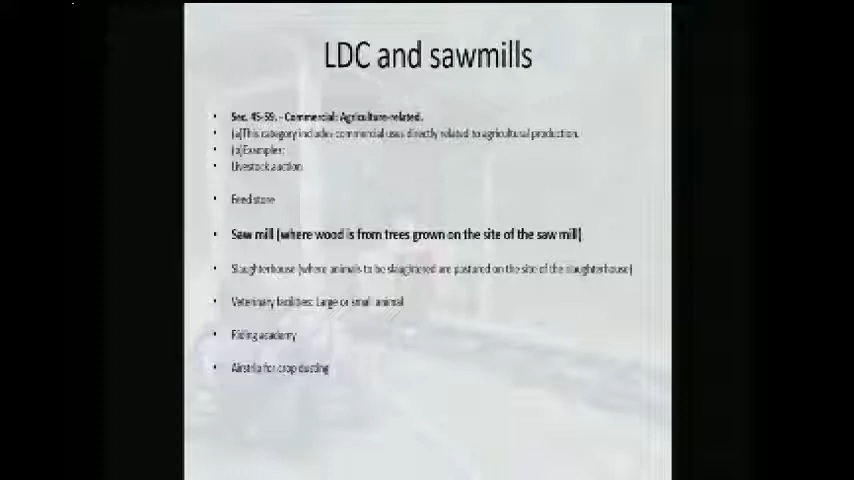 LDC and sawmills
• Sec. 45-59. - Commercial: Agriculture-related.
• (a)This category includes commercial uses directly related to agricultural production.
• (b)Examples:
• Livestock auction
• Feed store
• Saw mill (where wood is from trees grown on the site of the saw mill)
• Slaughterhouse (where animals to be slaughtered are pastured on the site of the slaughterhouse)
• Veterinary facilities: Large or small animal
• Riding academy
• Airstrip for crop dusting